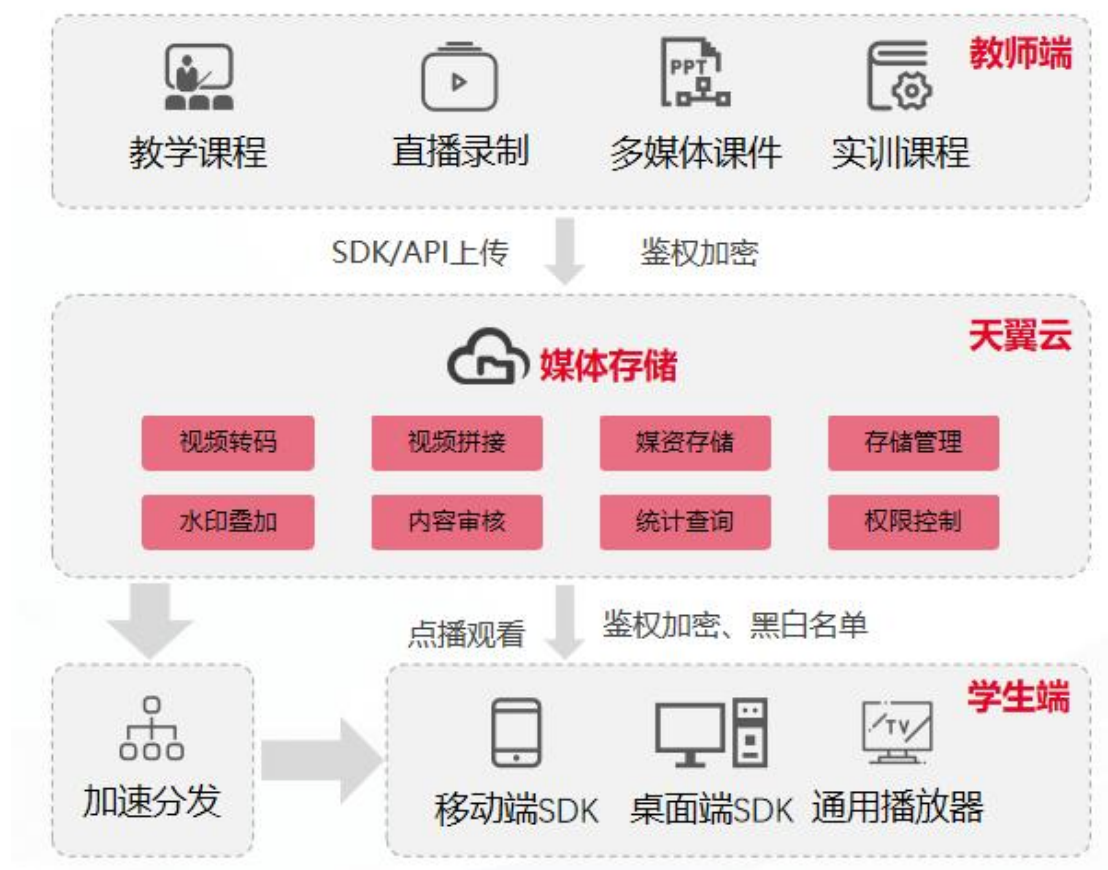 教师端
PPT
教学课程 直播录制 多媒体课件 实训课程
SDK/API上传 鉴权加密
天翼云
媒体存储
视频转码 视频拼接 媒资存储 存储管理
水印叠加 内容审核 统计查询 权限控制
点播观看 鉴权加密、黑白名单
学生端
TV
加速分发 移动端SDK 桌面端SDK 通用播放器